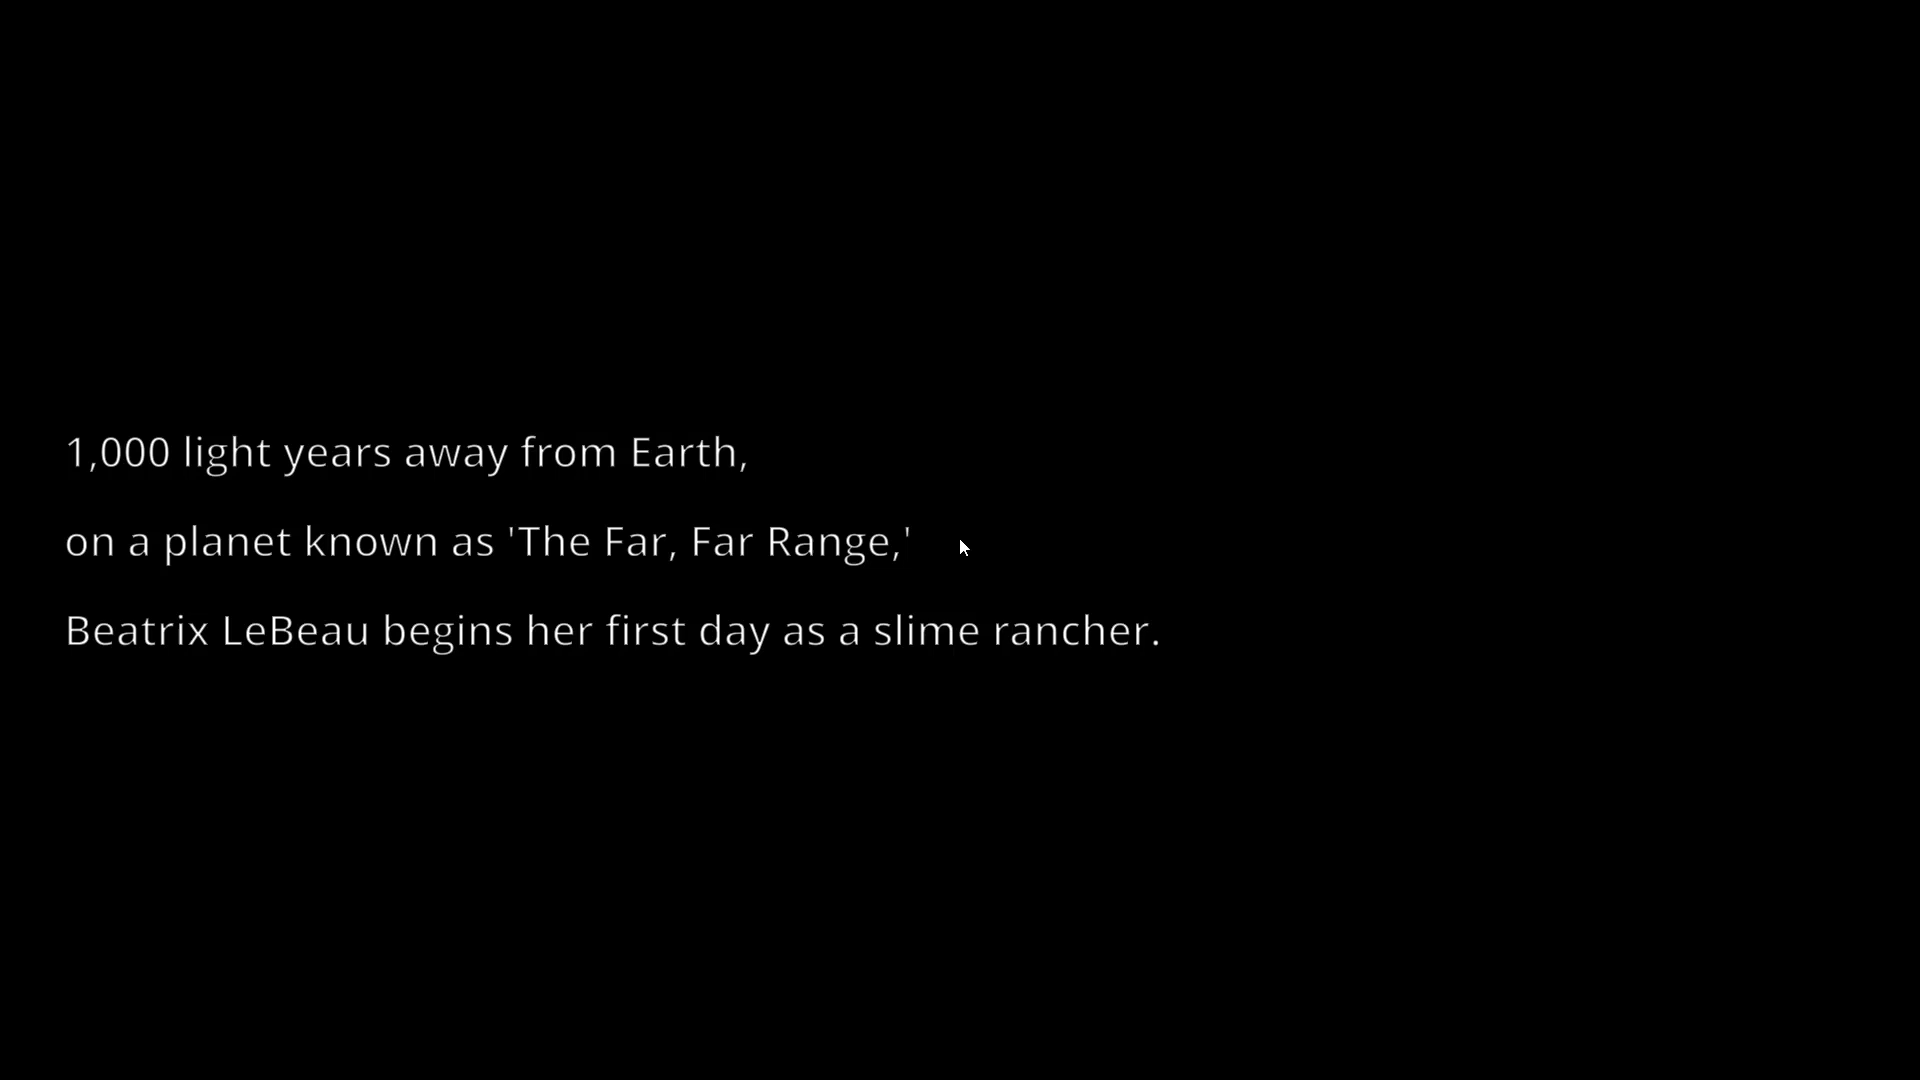 1,000 light years away from Earth,
on a planet known as 'The Far, Far Range,'
Beatrix LeBeau begins her first day as a slime rancher.